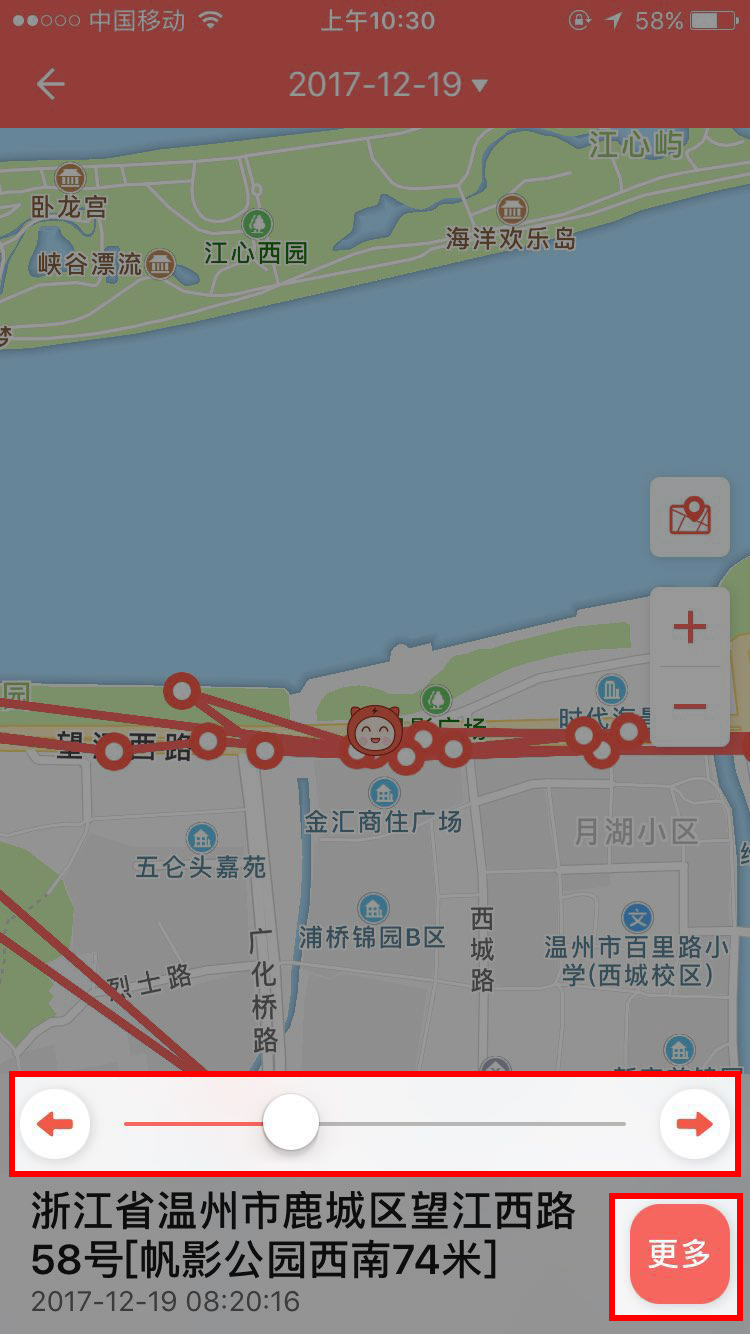 中国移动
上午10:30
58%
2017-12-19
江心屿
卧龙宫
江心西园
海洋欢乐岛
峡谷漂流
梦
园
时代海景
影广场
望江西路
金汇商住广场
月湖小区
五仑头嘉苑
西城路
广化桥路
浦桥锦园B区
温州市百里路小
学(西城校区)
烈士路
浙江省温州市鹿城区望江西路
58号[帆影公园西南74米]
2017-12-19 08:20:16
更多